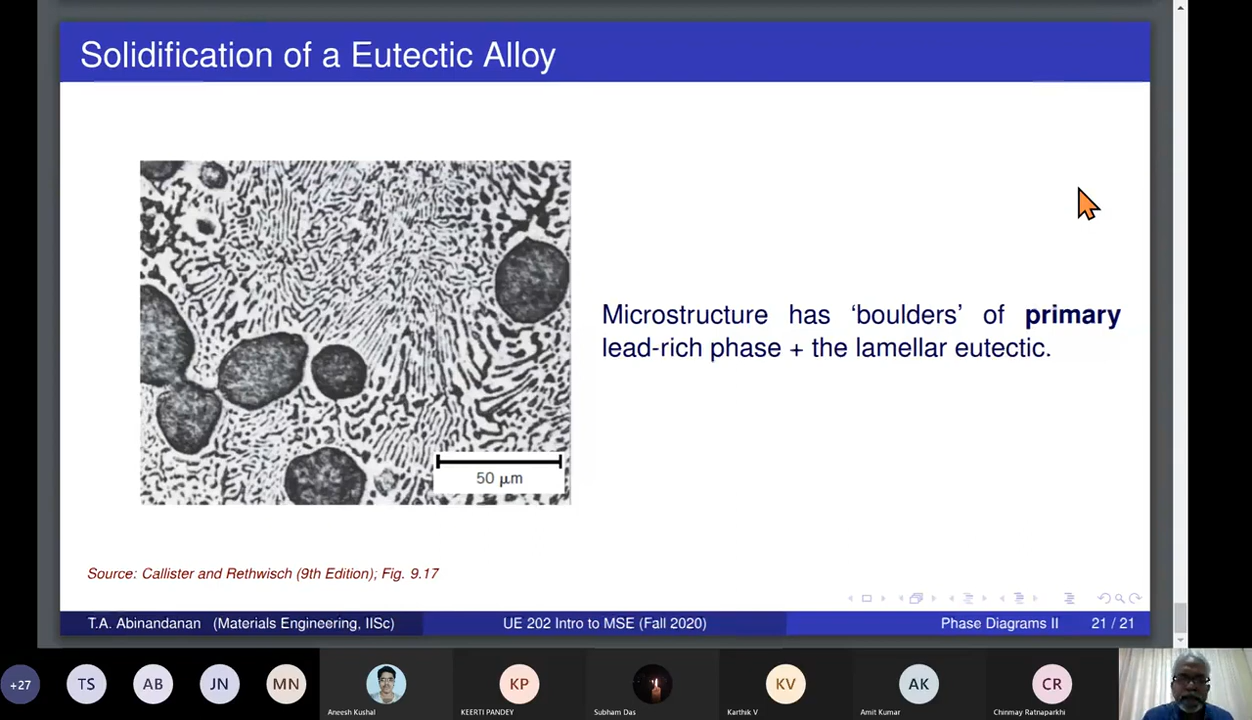 Solidification of a Eutectic Alloy
50 μm
Microstructure has ‘boulders’ of primary
lead-rich phase + the lamellar eutectic.
Source: Callister and Rethwisch (9th Edition); Fig. 9.17
T.A. Abinandanan (Materials Engineering, IISc) UE 202 Intro to MSE (Fall 2020) Phase Diagrams II 21 / 21
+27 TS AB JN MN KP KV AK CR
Aneesh Kushal KEERTI PANDEY Subham Das Karthik V Amit Kumar Chinmay Ratnaparkhi